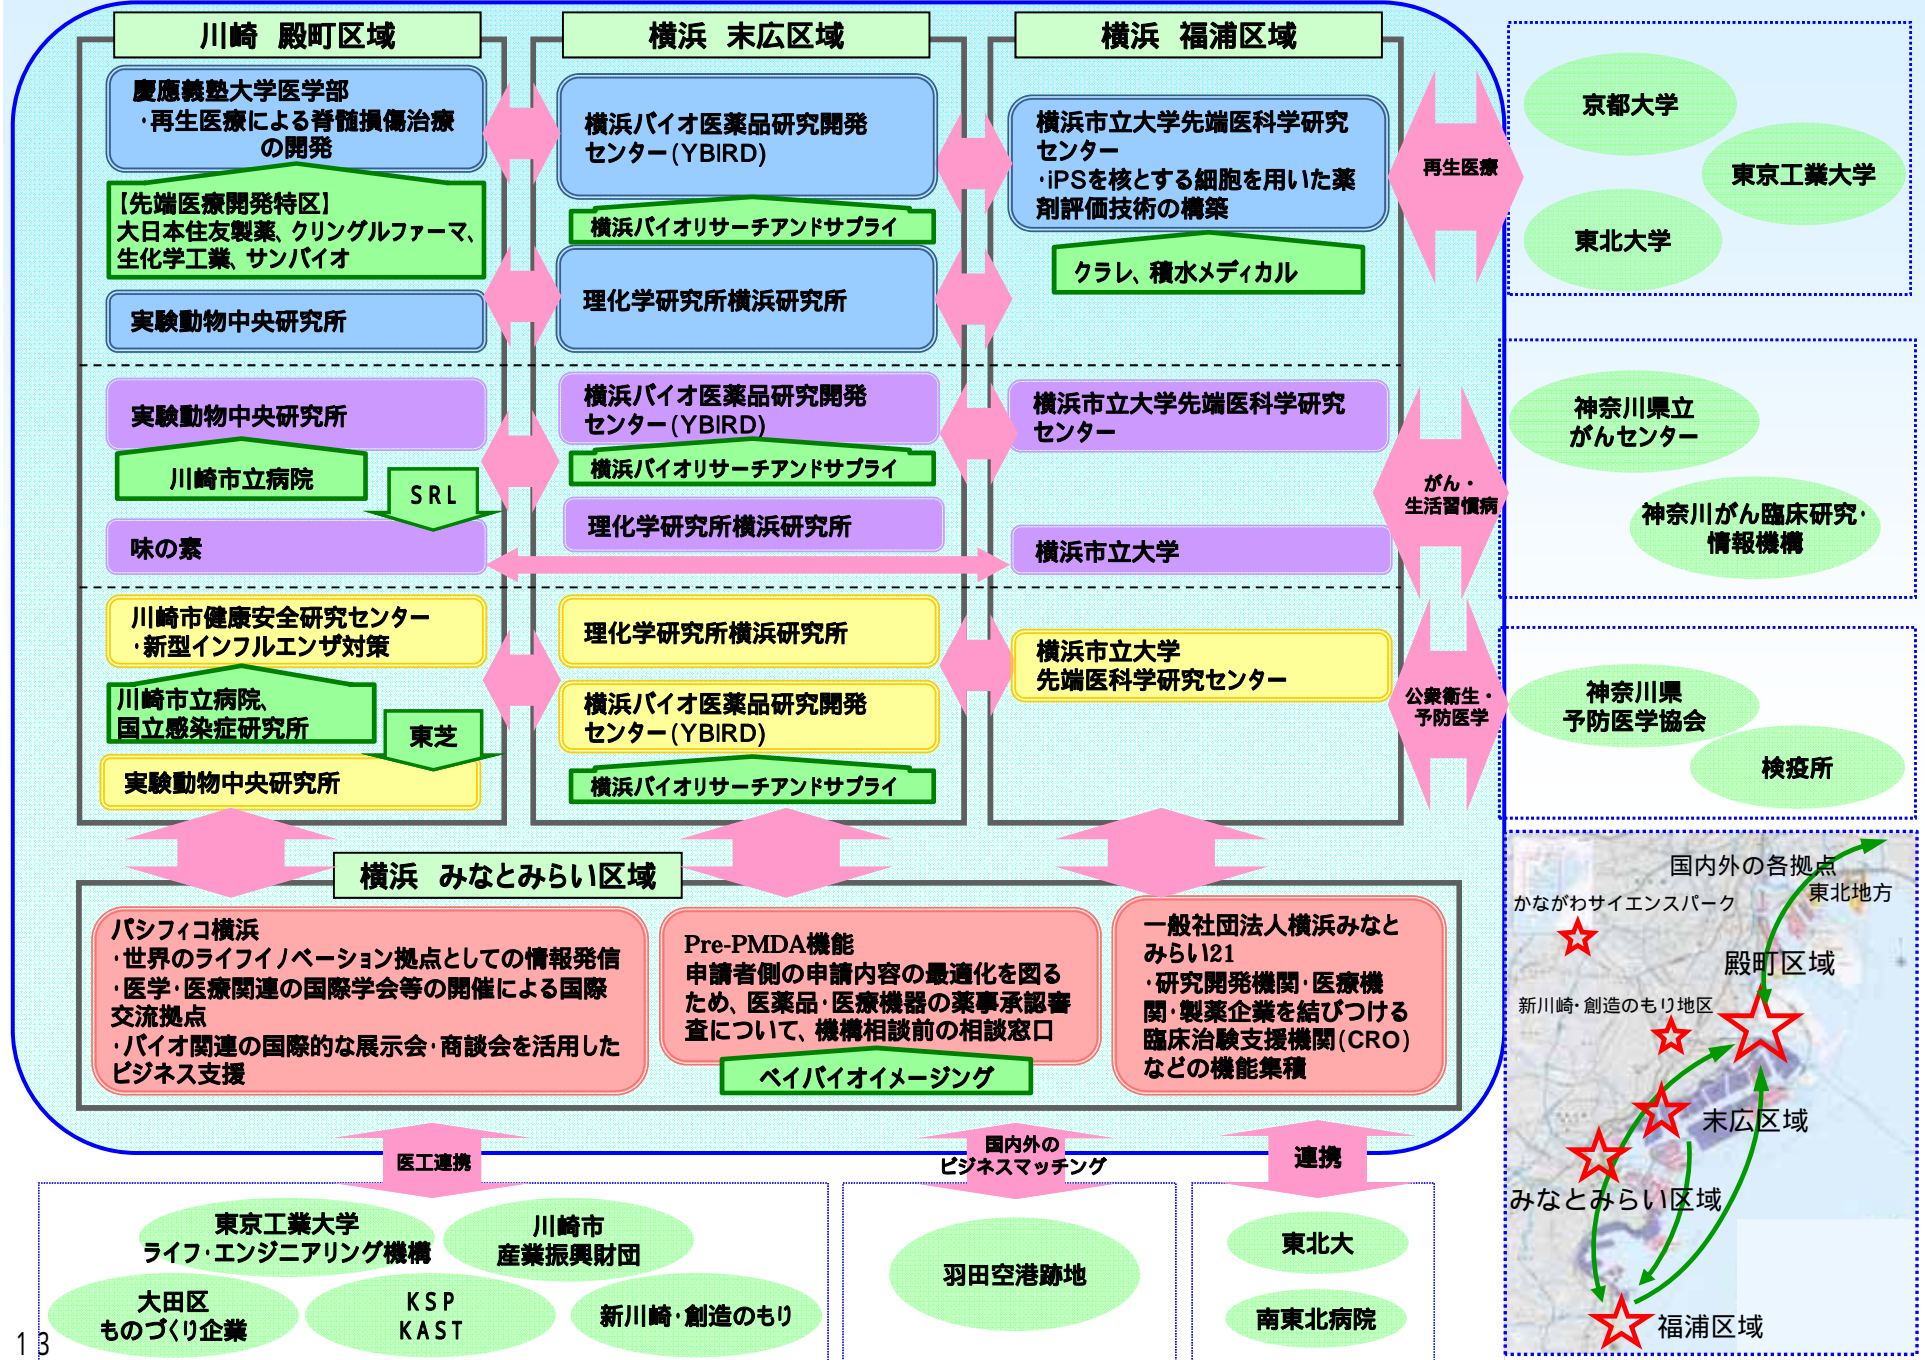 川崎　殿町区域
慶應義塾大学医学部
・再生医療による脊髄損傷治療
の開発
【先端医療開発特区】
大日本住友製薬、クリングルファーマ、
生化学工業、サンバイオ
実験動物中央研究所
実験動物中央研究所
川崎市立病院
ＳＲＬ
味の素
川崎市健康安全研究センター
・新型インフルエンザ対策
川崎市立病院、
国立感染症研究所
東芝
実験動物中央研究所
横浜　末広区域
横浜バイオ医薬品研究開発
センター(YBIRD)
横浜バイオリサーチアンドサプライ
理化学研究所横浜研究所
横浜バイオ医薬品研究開発
センター(YBIRD)
横浜バイオリサーチアンドサプライ
理化学研究所横浜研究所
理化学研究所横浜研究所
横浜バイオ医薬品研究開発
センター(YBIRD)
横浜バイオリサーチアンドサプライ
横浜　福浦区域
横浜市立大学先端医科学研究
センター
・iPSを核とする細胞を用いた薬
剤評価技術の構築
クラレ、積水メディカル
横浜市立大学先端医科学研究
センター
横浜市立大学
横浜市立大学
先端医科学研究センター
再生医療
京都大学
東京工業大学
東北大学
がん・
生活習慣病
神奈川県立
がんセンター
神奈川がん臨床研究・
情報機構
公衆衛生・
予防医学
神奈川県
予防医学協会
検疫所
横浜　みなとみらい区域
パシフィコ横浜
・世界のライフイノベーション拠点としての情報発信
・医学・医療関連の国際学会等の開催による国際
交流拠点
・バイオ関連の国際的な展示会・商談会を活用した
ビジネス支援
Pre-PMDA機能
申請者側の申請内容の最適化を図る
ため、医薬品・医療機器の薬事承認審
査について、機構相談前の相談窓口
ベイバイオイメージング
一般社団法人横浜みなと
みらい21
・研究開発機関・医療機
関・製薬企業を結びつける
臨床治験支援機関(CRO)
などの機能集積
医工連携
国内外の
ビジネスマッチング
連携
東京工業大学
ライフ・エンジニアリング機構
川崎市
産業振興財団
大田区
ものづくり企業
ＫＳＰ
ＫＡＳＴ
新川崎・創造のもり
羽田空港跡地
東北大
南東北病院
国内外の各拠点
東北地方
かながわサイエンスパーク
殿町区域
新川崎・創造のもり地区
末広区域
みなとみらい区域
福浦区域
１３